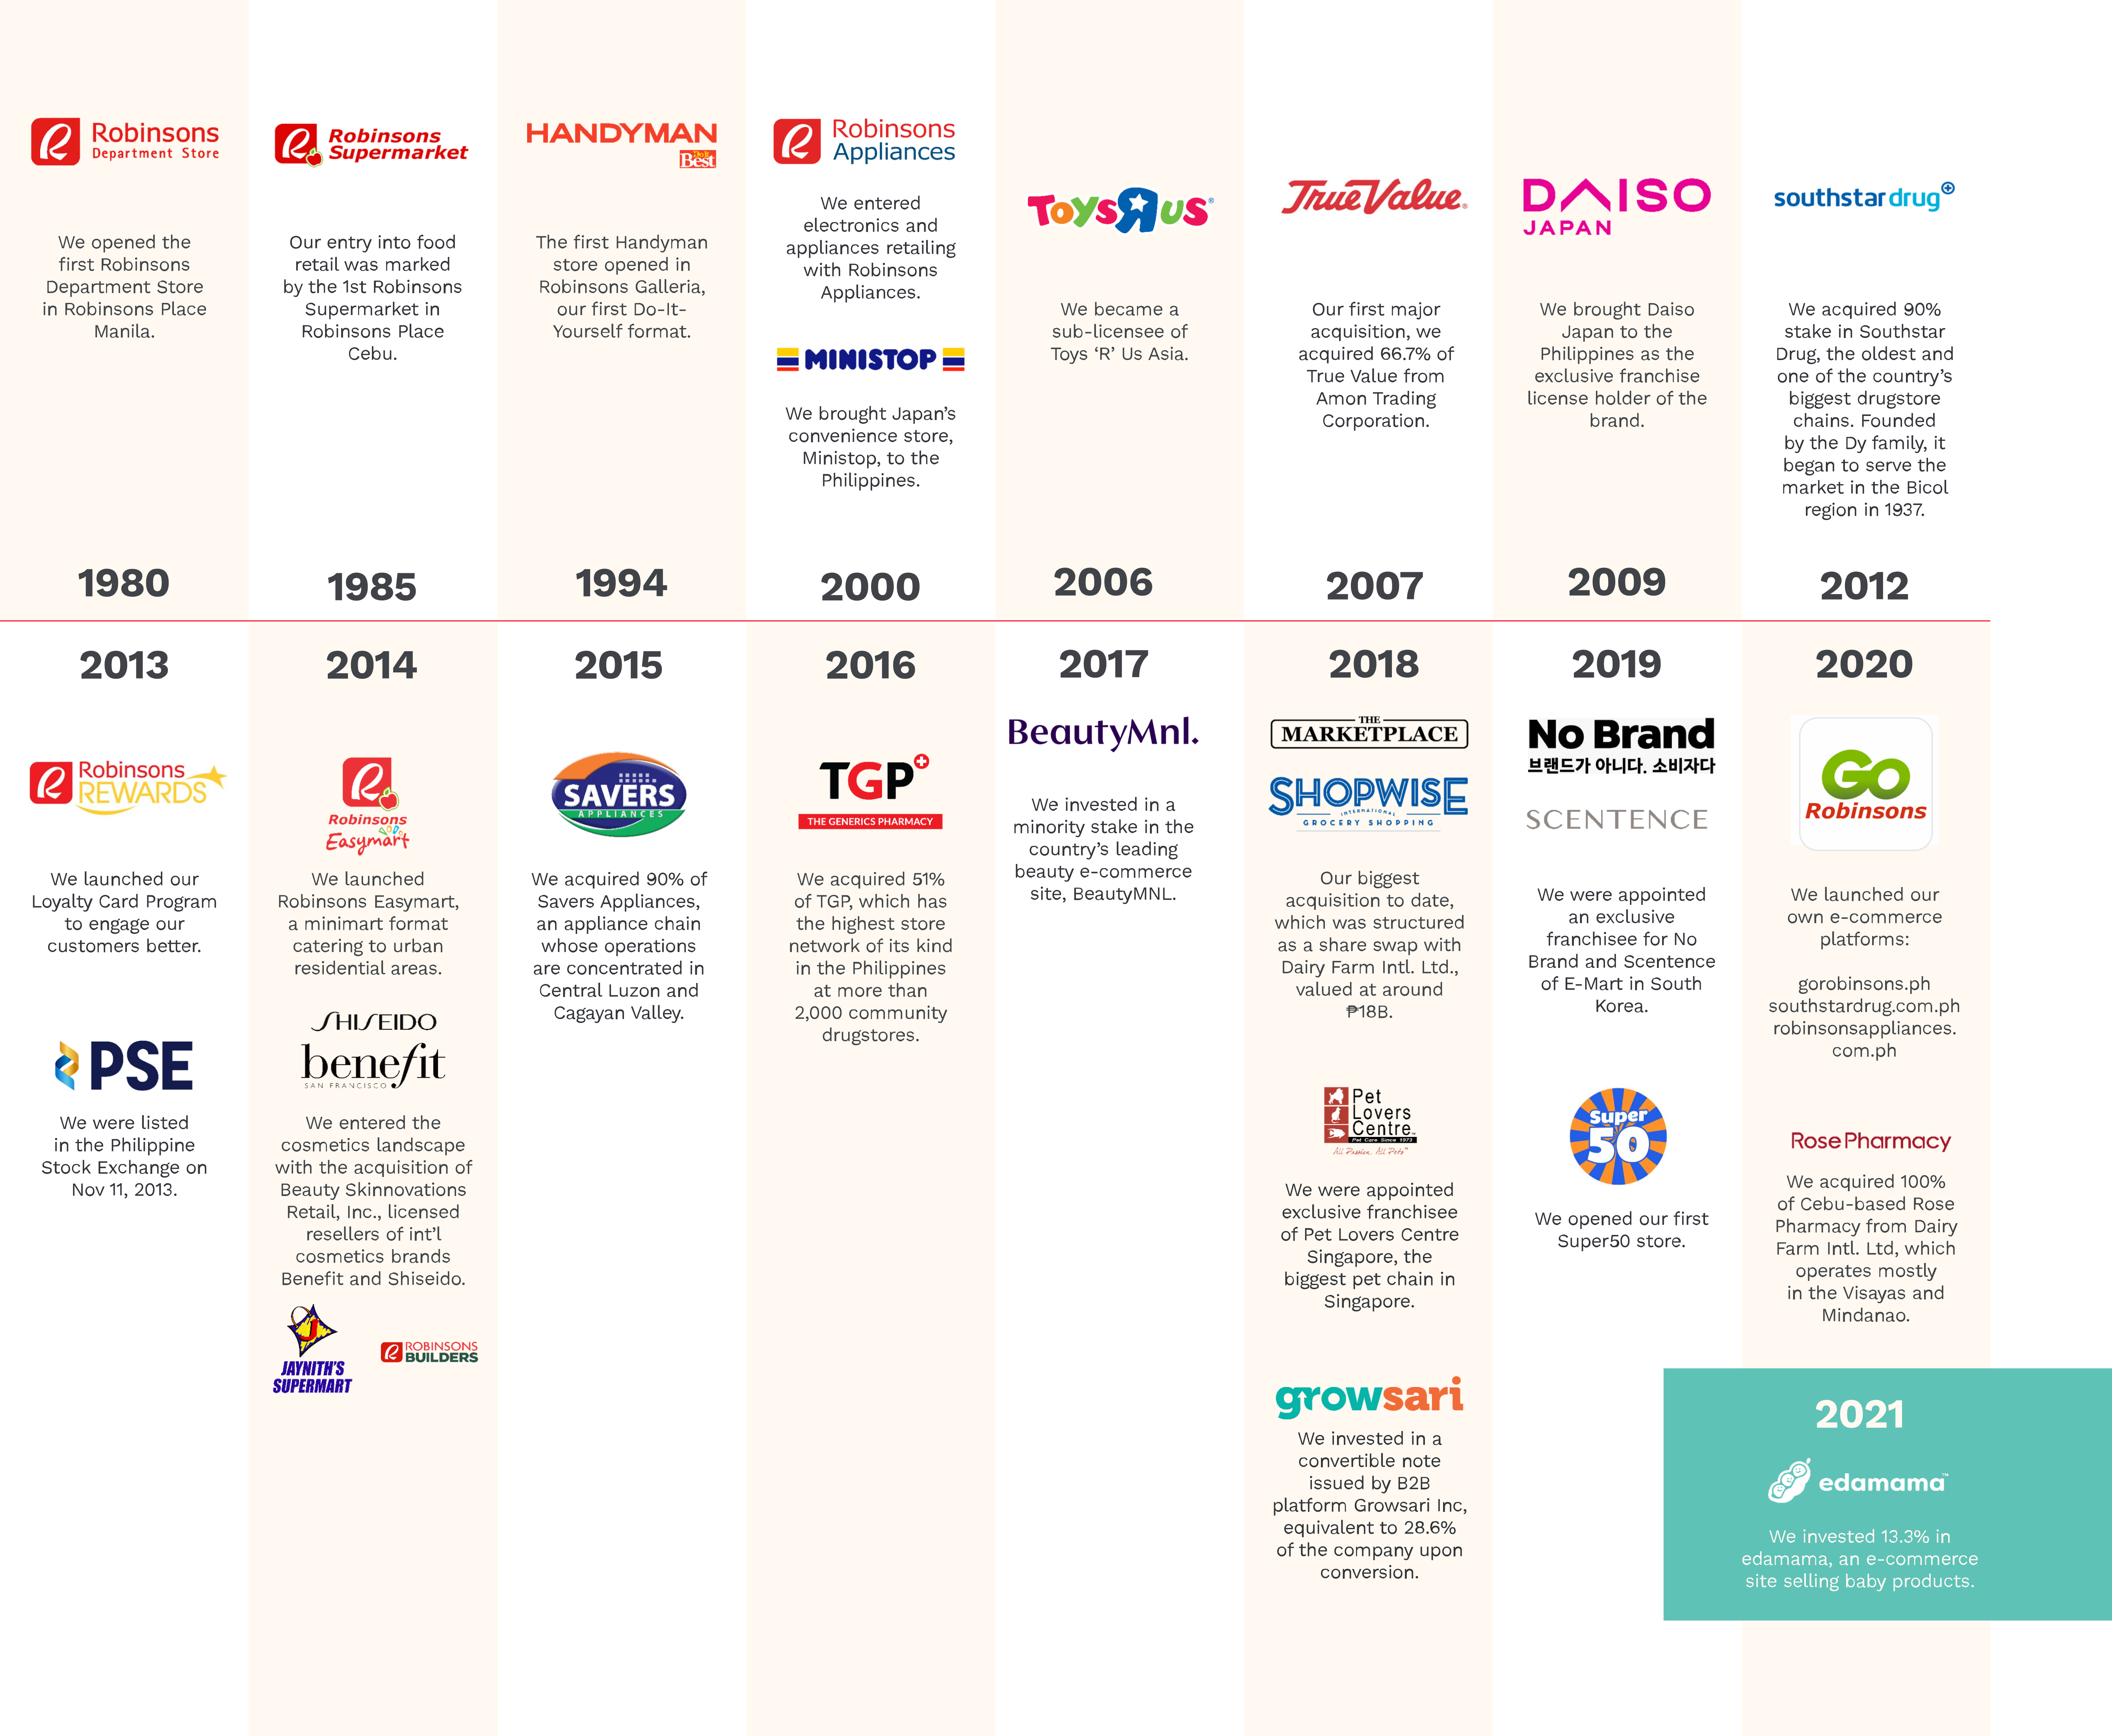 Robinsons
Department Store
We opened the
first Robinsons
Department Store
in Robinsons Place
Manila.
1980
Robinsons
Supermarket
Our entry into food
retail was marked
by the 1st Robinsons
Supermarket in
Robinsons Place
Cebu.
1985
HANDYMAN
Do it Best
The first Handyman
store opened in
Robinsons Galleria,
our first Do-It-
Yourself format.
1994
Robinsons
Appliances
We entered
electronics and
appliances retailing
with Robinsons
Appliances.
MINISTOP
We brought Japan’s
convenience store,
Ministop, to the
Philippines.
2000
ToysЯus®
We became a
sub-licensee of
Toys ‘R’ Us Asia.
2006
True Value®
Our first major
acquisition, we
acquired 66.7% of
True Value from
Amon Trading
Corporation.
2007
DAISO
JAPAN
We brought Daiso
Japan to the
Philippines as the
exclusive franchise
license holder of the
brand.
2009
southstar drug
We acquired 90%
stake in Southstar
Drug, the oldest and
one of the country’s
biggest drugstore
chains. Founded
by the Dy family, it
began to serve the
market in the Bicol
region in 1937.
2012
2013
Robinsons
REWARDS
We launched our
Loyalty Card Program
to engage our
customers better.
PSE
We were listed
in the Philippine
Stock Exchange on
Nov 11, 2013.
2014
Robinsons
Easymart
We launched
Robinsons Easymart,
a minimart format
catering to urban
residential areas.
SHISEIDO
benefit
SAN FRANCISCO
We entered the
cosmetics landscape
with the acquisition of
Beauty Skinnovations
Retail, Inc., licensed
resellers of int’l
cosmetics brands
Benefit and Shiseido.
J
JAYNITH'S
SUPERMART
ROBINSONS
BUILDERS
2015
SAVERS
APPLIANCES
We acquired 90% of
Savers Appliances,
an appliance chain
whose operations
are concentrated in
Central Luzon and
Cagayan Valley.
2016
TGP
THE GENERICS PHARMACY
We acquired 51%
of TGP, which has
the highest store
network of its kind
in the Philippines
at more than
2,000 community
drugstores.
2017
BeautyMnl.
We invested in a
minority stake in the
country’s leading
beauty e-commerce
site, BeautyMNL.
2018
THE
MARKETPLACE
SHOPWISE
INTERNATIONAL
GROCERY SHOPPING
Our biggest
acquisition to date,
which was structured
as a share swap with
Dairy Farm Intl. Ltd.,
valued at around
₱18B.
Pet
Lovers
Centre™
Pet Care Since 1973
All Passion, All Pets™
We were appointed
exclusive franchisee
of Pet Lovers Centre
Singapore, the
biggest pet chain in
Singapore.
growsari
We invested in a
convertible note
issued by B2B
platform Growsari Inc,
equivalent to 28.6%
of the company upon
conversion.
2019
No Brand
브랜드가 아니다. 소비자다
SCENTENCE
We were appointed
an exclusive
franchisee for No
Brand and Scentence
of E-Mart in South
Korea.
Super
50
We opened our first
Super50 store.
2020
GO
Robinsons
We launched our
own e-commerce
platforms:
gorobinsons.ph
southstardrug.com.ph
robinsonsappliances.
com.ph
Rose Pharmacy
We acquired 100%
of Cebu-based Rose
Pharmacy from Dairy
Farm Intl. Ltd, which
operates mostly
in the Visayas and
Mindanao.
2021
edamama™
We invested 13.3% in
edamama, an e-commerce
site selling baby products.